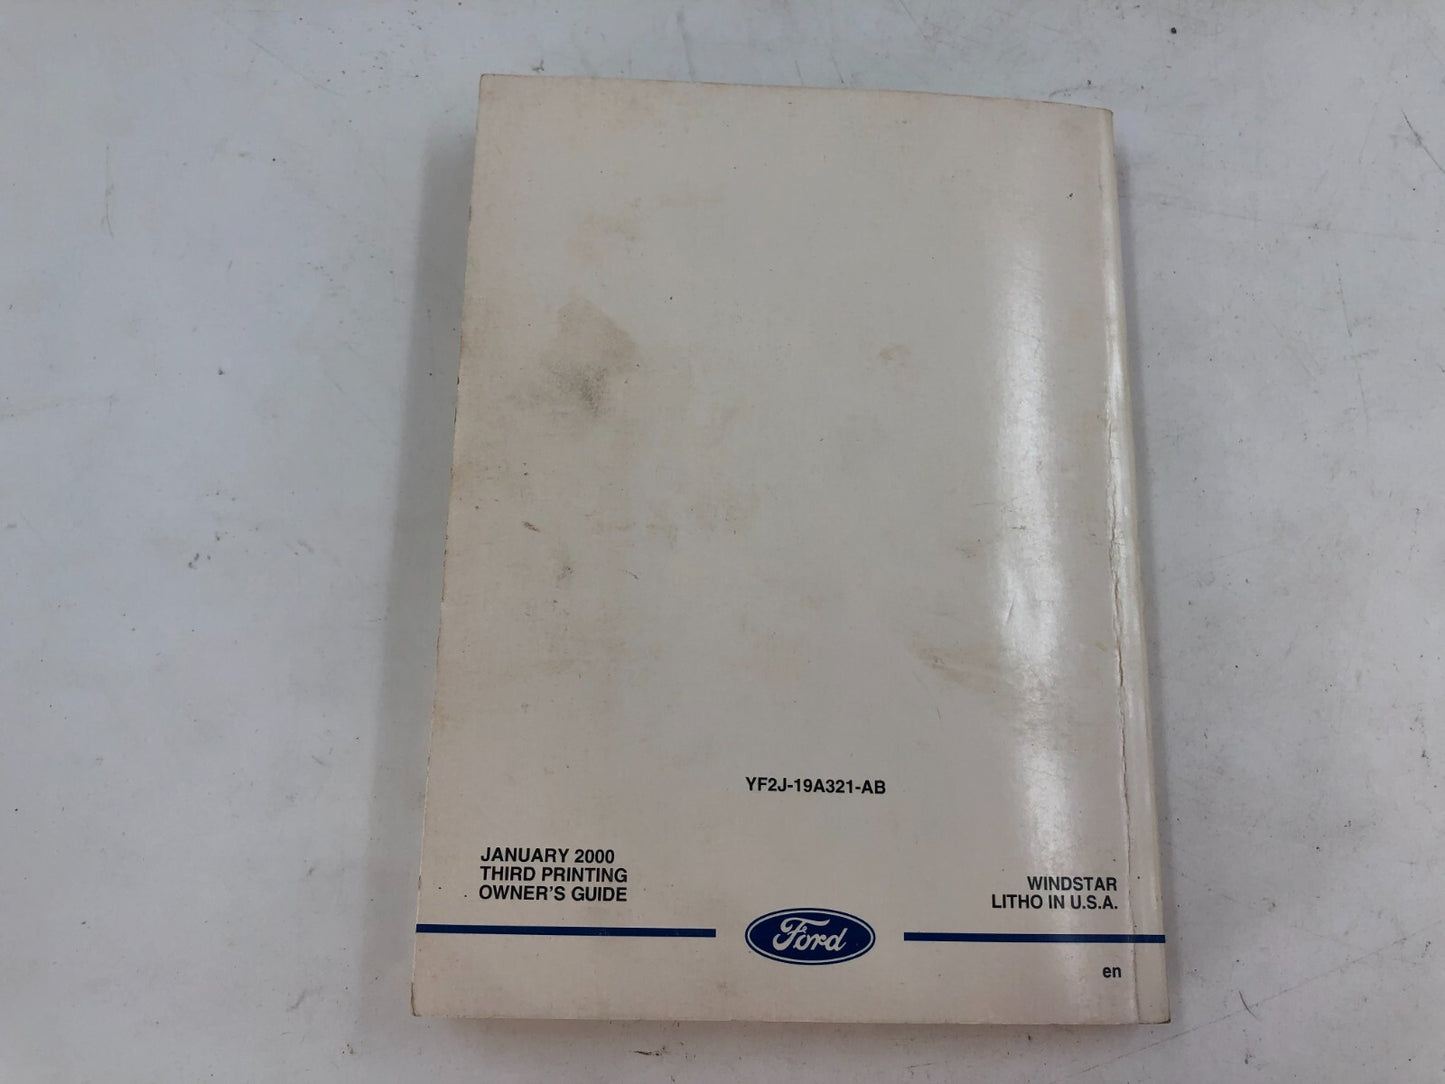 YF2J-19A321-AB
JANUARY 2000
THIRD PRINTING
OWNER'S GUIDE
WINDSTAR
LITHO IN U.S.A.
Ford
en